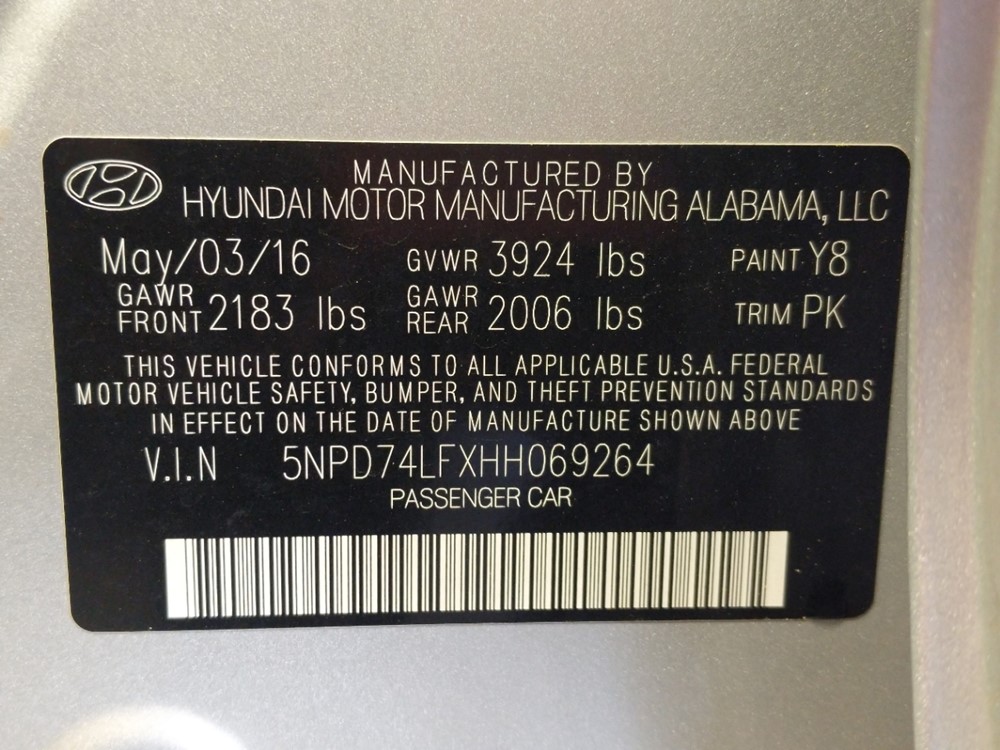 MANUFACTURED BY
HYUNDAI MOTOR MANUFACTURING ALABAMA, LLC
May/03/16 GVWR 3924 lbs PAINT Y8
GAWR FRONT 2183 lbs GAWR REAR 2006 lbs TRIM PK
THIS VEHICLE CONFORMS TO ALL APPLICABLE U.S.A. FEDERAL
MOTOR VEHICLE SAFETY, BUMPER, AND THEFT PREVENTION STANDARDS
IN EFFECT ON THE DATE OF MANUFACTURE SHOWN ABOVE
V.I.N 5NPD74LFXHH069264
PASSENGER CAR